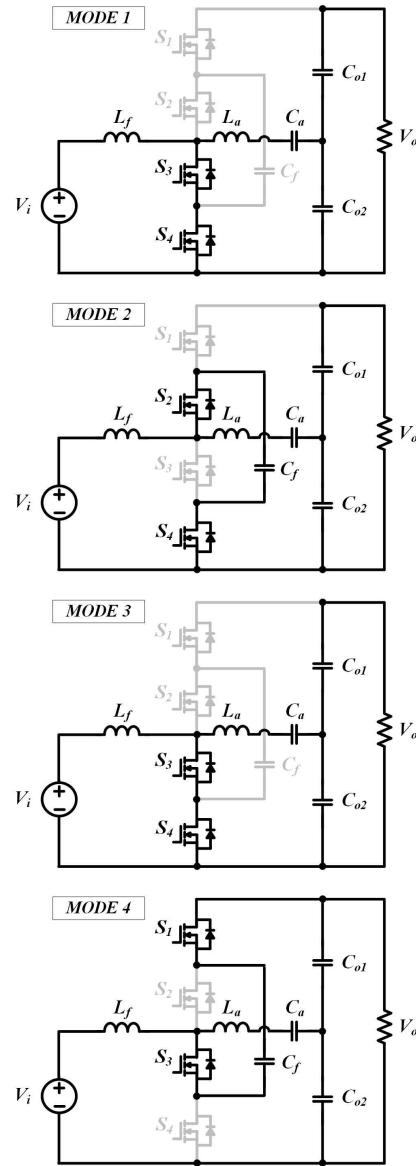 MODE 1
S1
Lf
S2
La
Ca
Co1
Vo
S3
Cf
Vi
Co2
S4
MODE 2
S1
Lf
S2
La
Ca
Co1
Vo
S3
Cf
Vi
Co2
S4
MODE 3
S1
Lf
S2
La
Ca
Co1
Vo
S3
Cf
Vi
Co2
S4
MODE 4
S1
Lf
S2
La
Ca
Co1
Vo
S3
Cf
Vi
Co2
S4